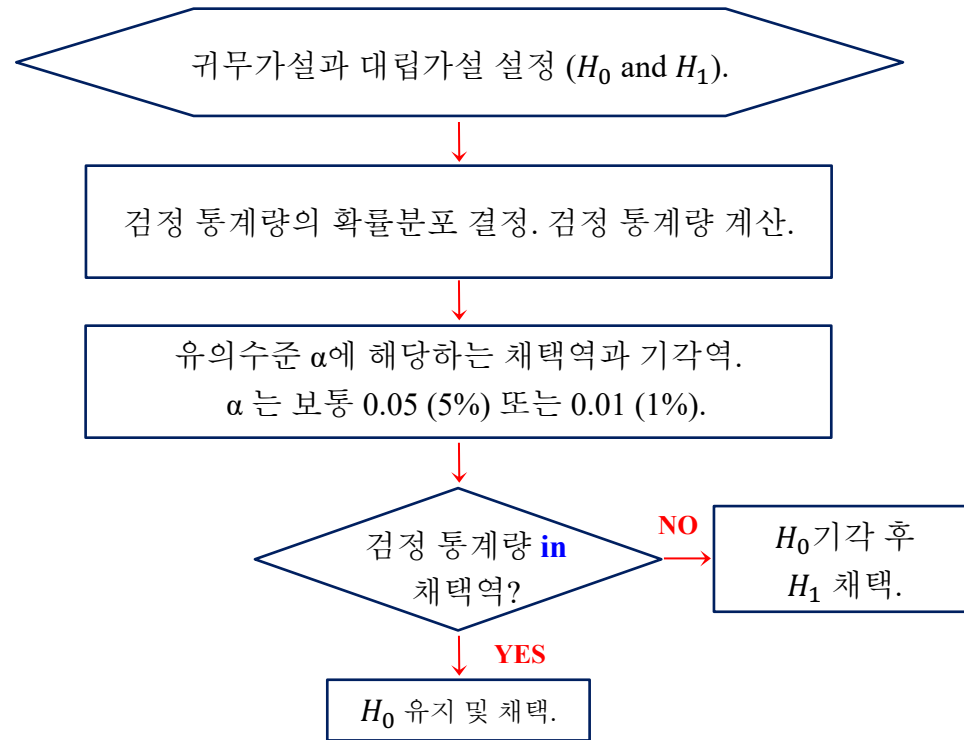 귀무가설과 대립가설 설정 (𝐻₀ and 𝐻₁).
검정 통계량의 확률분포 결정. 검정 통계량 계산.
유의수준 α에 해당하는 채택역과 기각역.
α 는 보통 0.05 (5%) 또는 0.01 (1%).
검정 통계량 in
채택역?
NO
𝐻₀기각 후
𝐻₁ 채택.
YES
𝐻₀ 유지 및 채택.